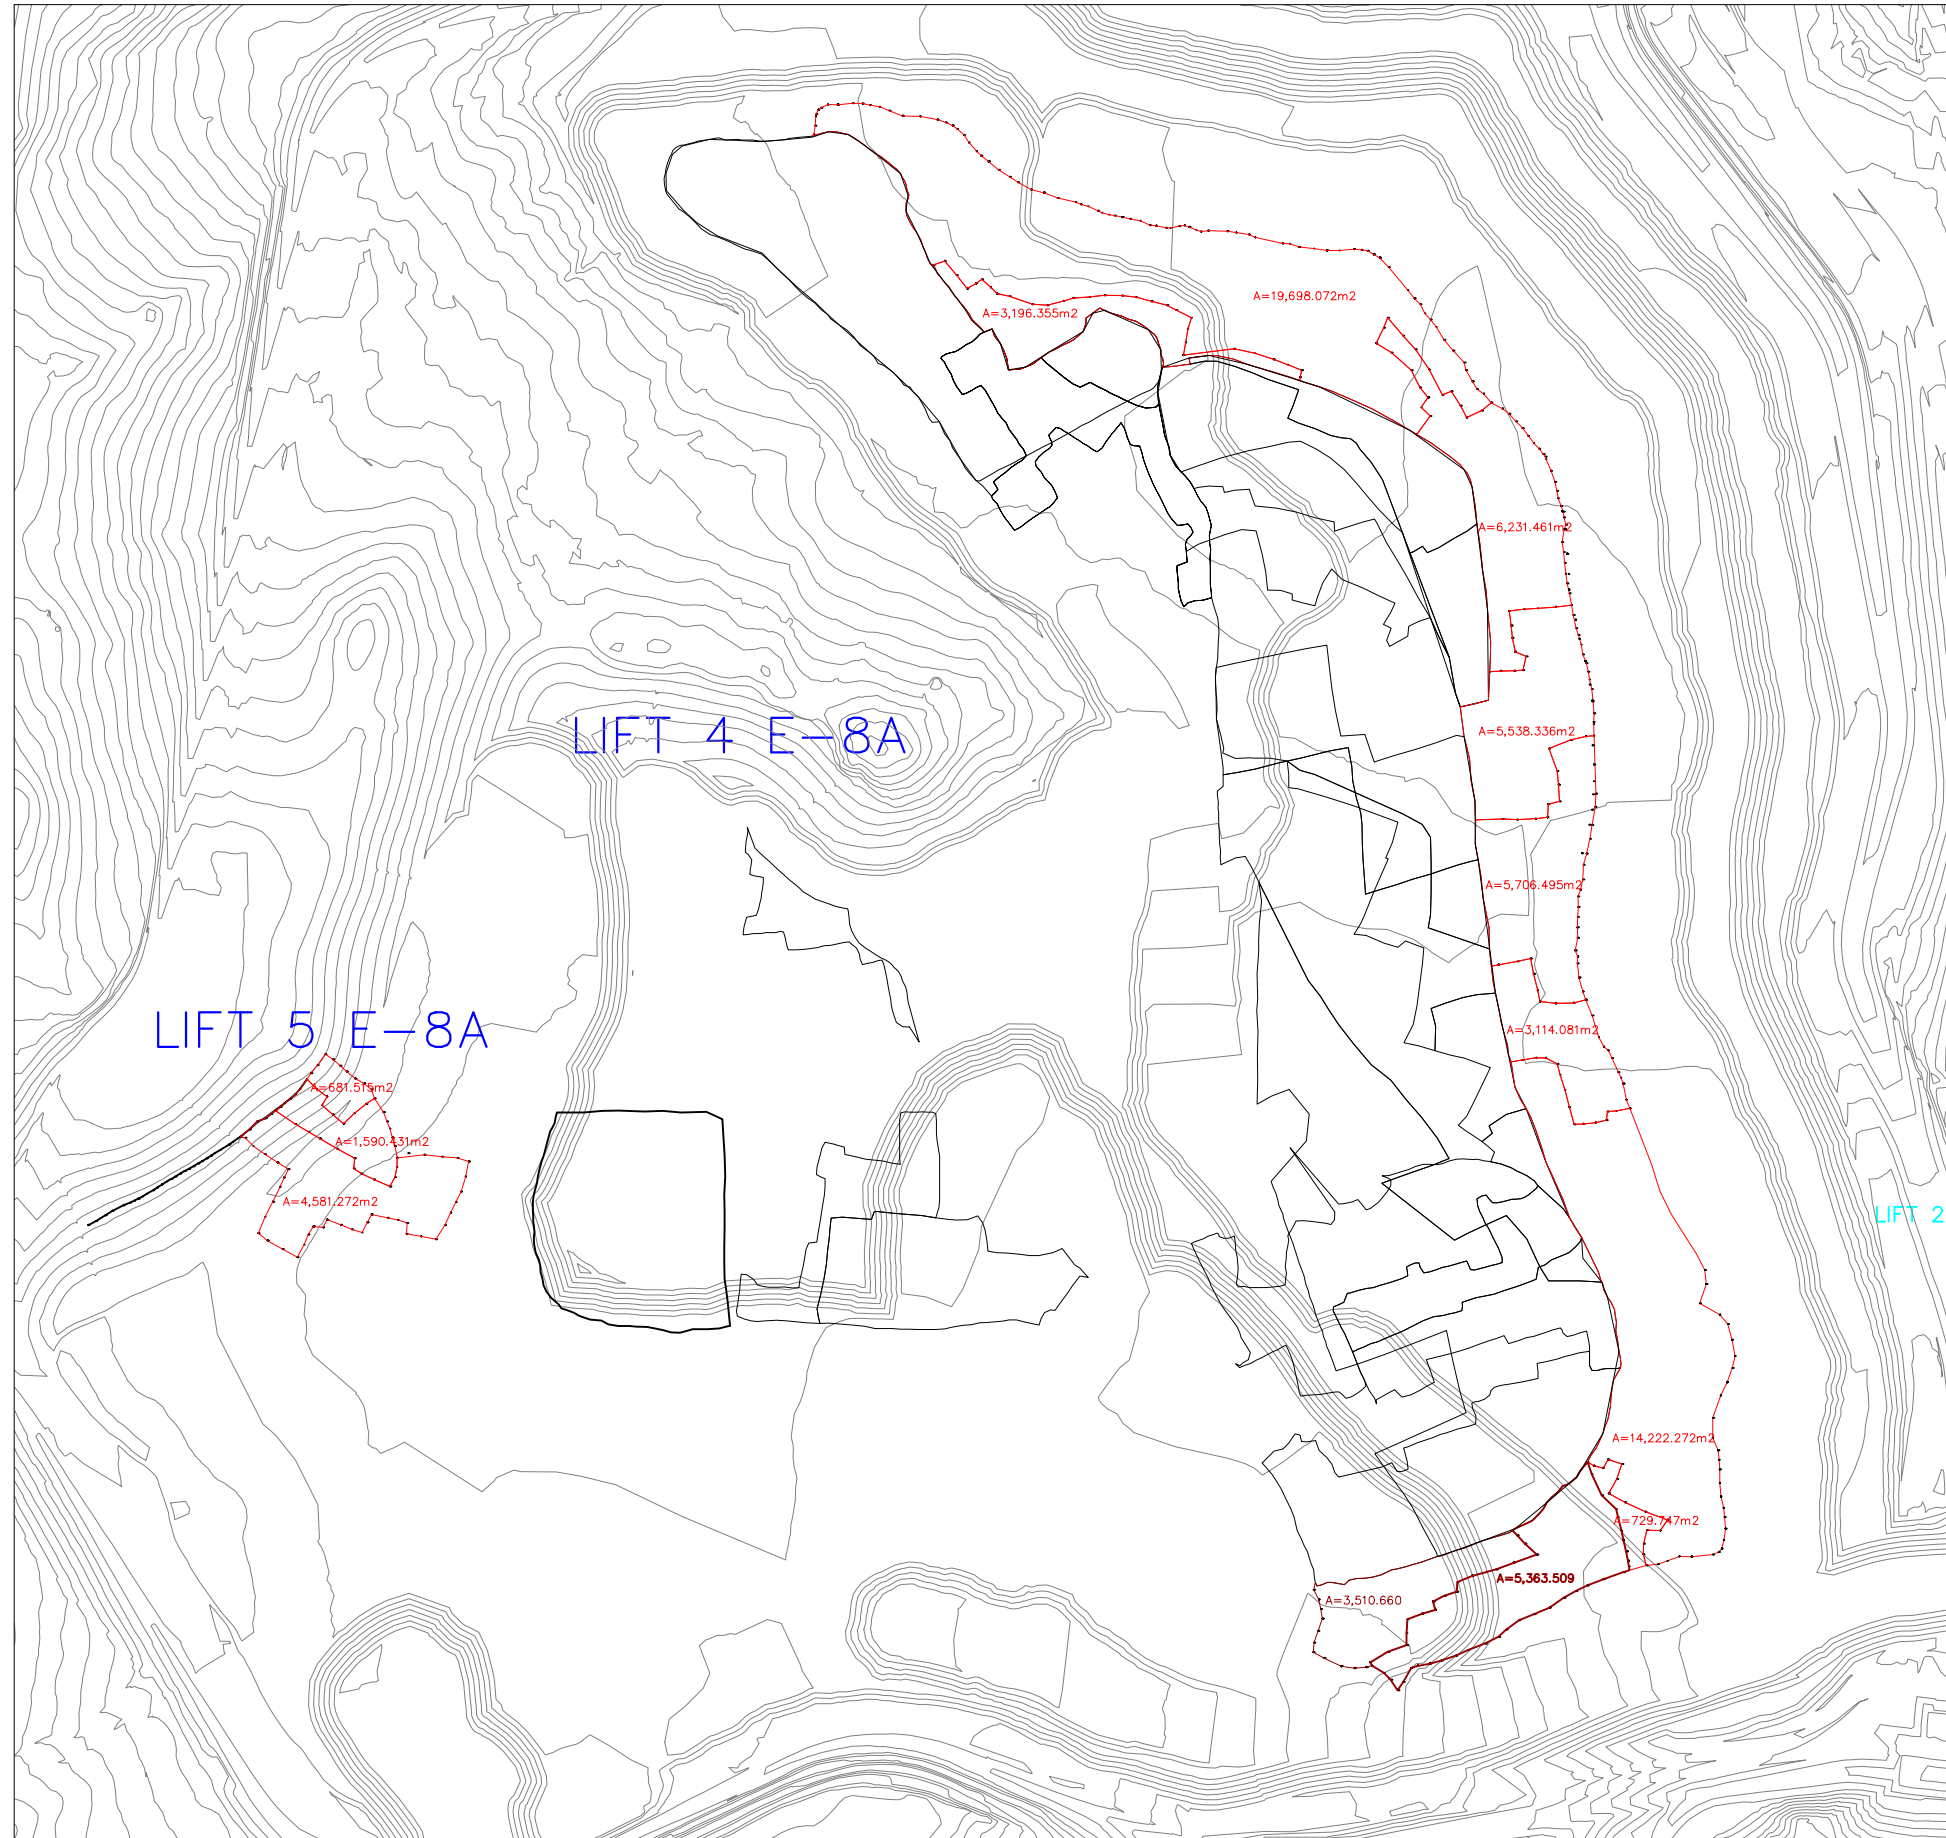 A=19,698.072m2
A=3,196.355m2
A=6,231.461m2
LIFT 4 E-8A
A=5,538.336m2
A=5,706.495m2
LIFT 5 E-8A
A=3,114.081m2
A=681.515m2
A=1,590.431m2
A=4,581.272m2
LIFT 2
A=14,222.272m2
A=729.747m2
A=5,363.509
A=3,510.660